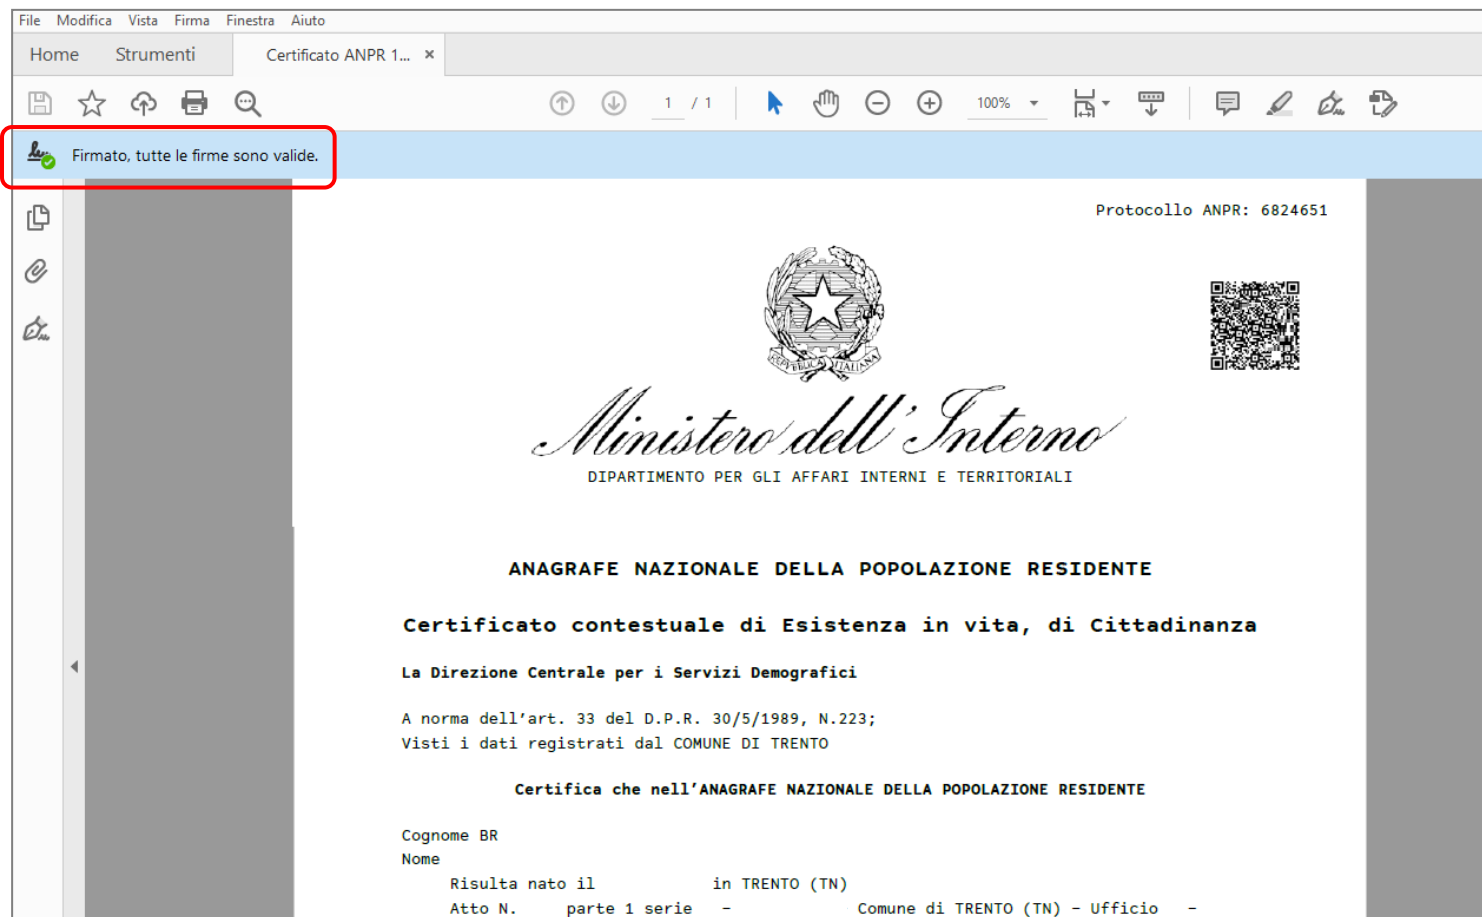 File Modifica Vista Firma Finestra Aiuto
Home Strumenti Certificato ANPR 1... ×
1 / 1 100%
Firmato, tutte le firme sono valide.
Protocollo ANPR: 6824651
REPVBBLICA ITALIANA
Ministero dell'Interno
DIPARTIMENTO PER GLI AFFARI INTERNI E TERRITORIALI
ANAGRAFE NAZIONALE DELLA POPOLAZIONE RESIDENTE
Certificato contestuale di Esistenza in vita, di Cittadinanza
La Direzione Centrale per i Servizi Demografici
A norma dell'art. 33 del D.P.R. 30/5/1989, N.223;
Visti i dati registrati dal COMUNE DI TRENTO
Certifica che nell'ANAGRAFE NAZIONALE DELLA POPOLAZIONE RESIDENTE
Cognome BR
Nome
Risulta nato il in TRENTO (TN)
Atto N. parte 1 serie - Comune di TRENTO (TN) - Ufficio -